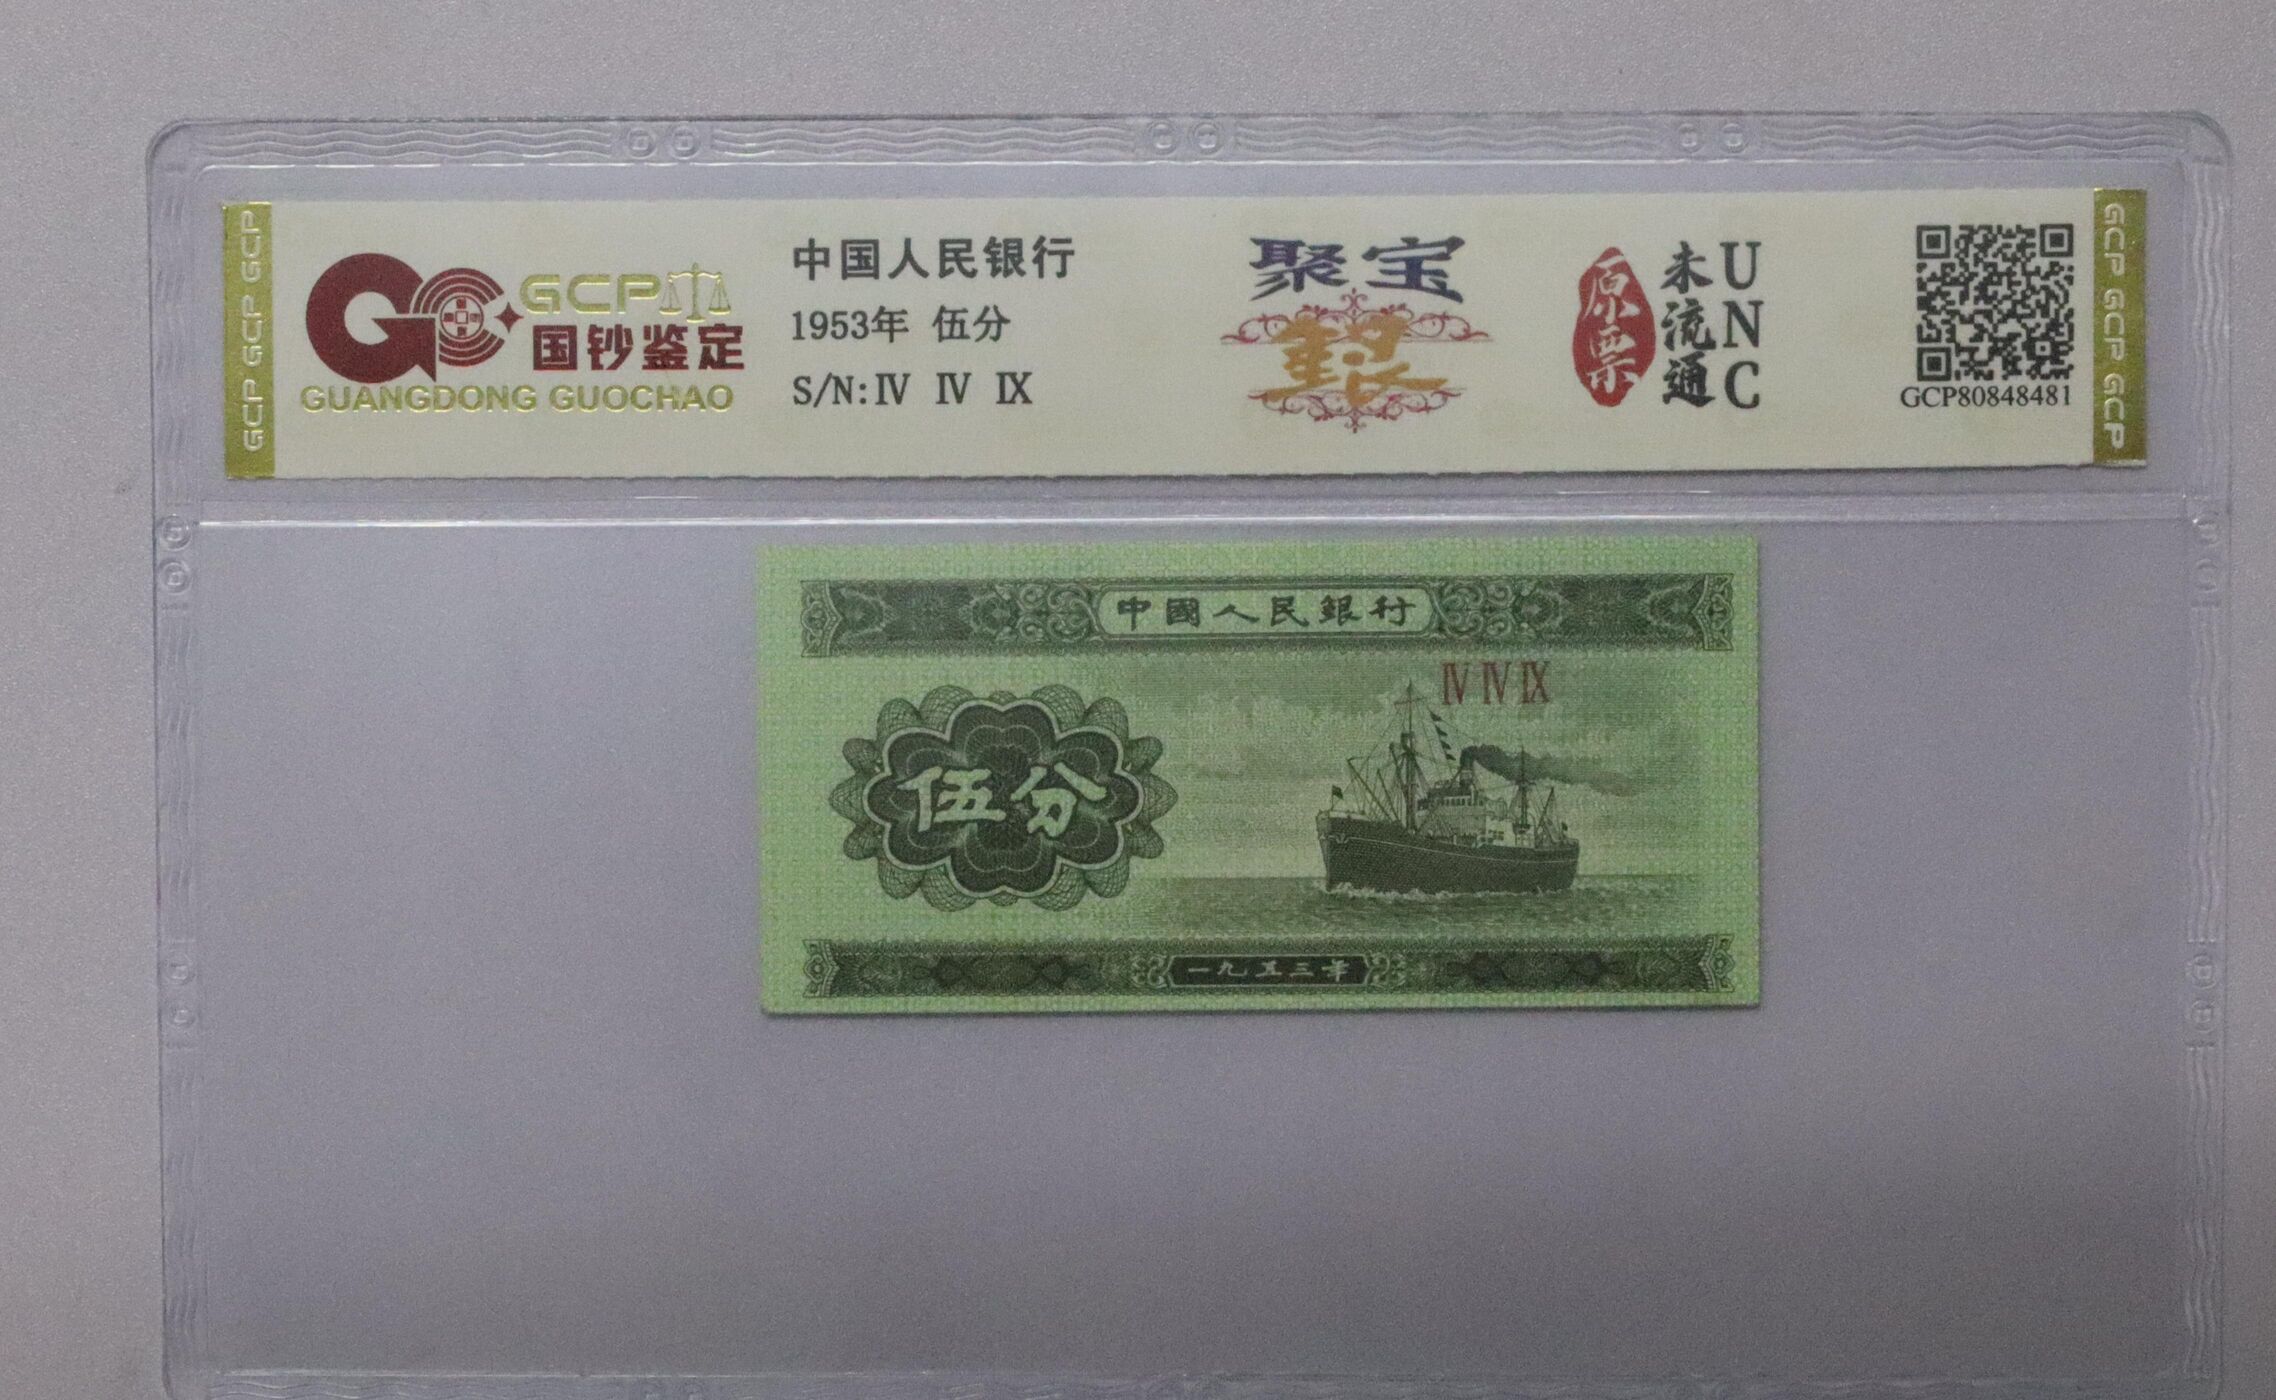 GCP GCP GCP
GCP
国钞鉴定
GUANGDONG GUOCHAO
中国人民银行
1953年 伍分
S/N:Ⅳ Ⅳ Ⅸ
聚宝
原票
未流通
UNC
GCP80848481
GCP GCP GCP
中國人民銀行
Ⅳ Ⅳ Ⅸ
伍分
一九五三年